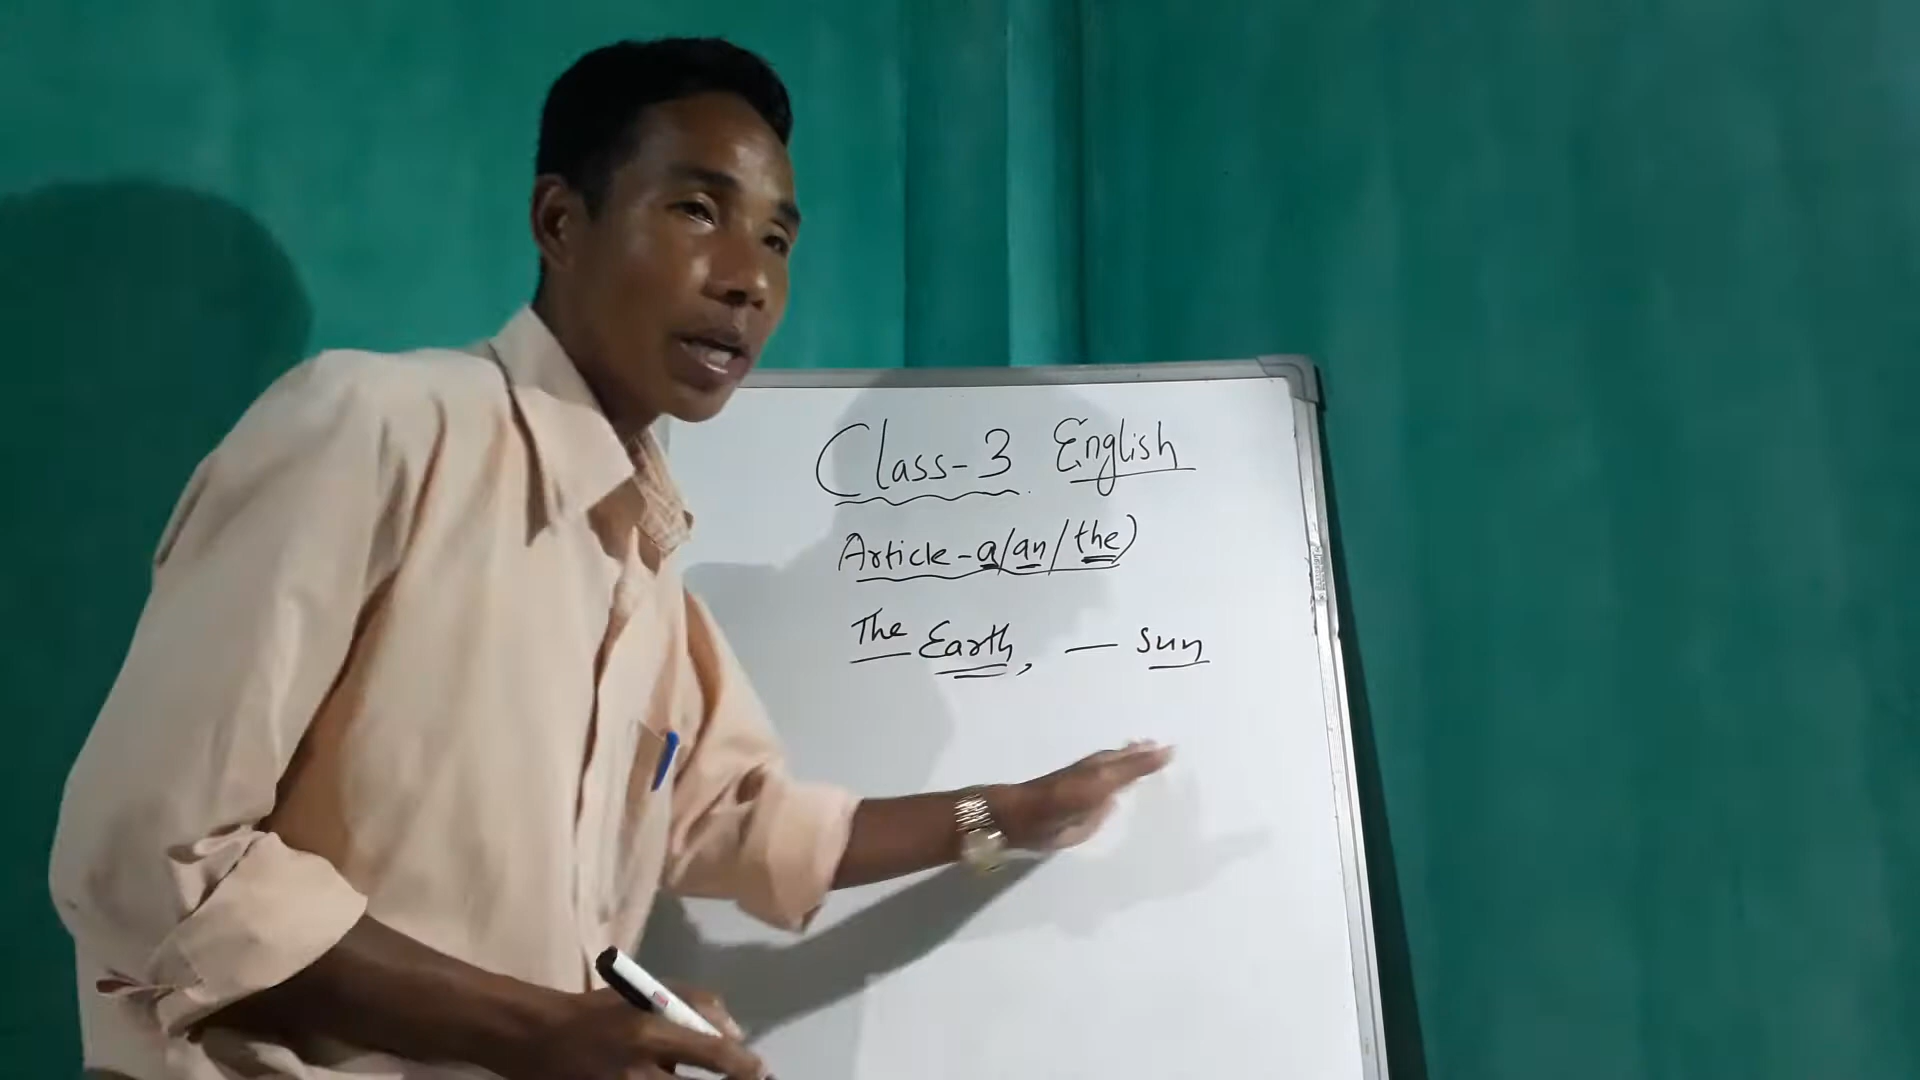 Class-3 English
Article-a/an/the)
The Earth, — Sun